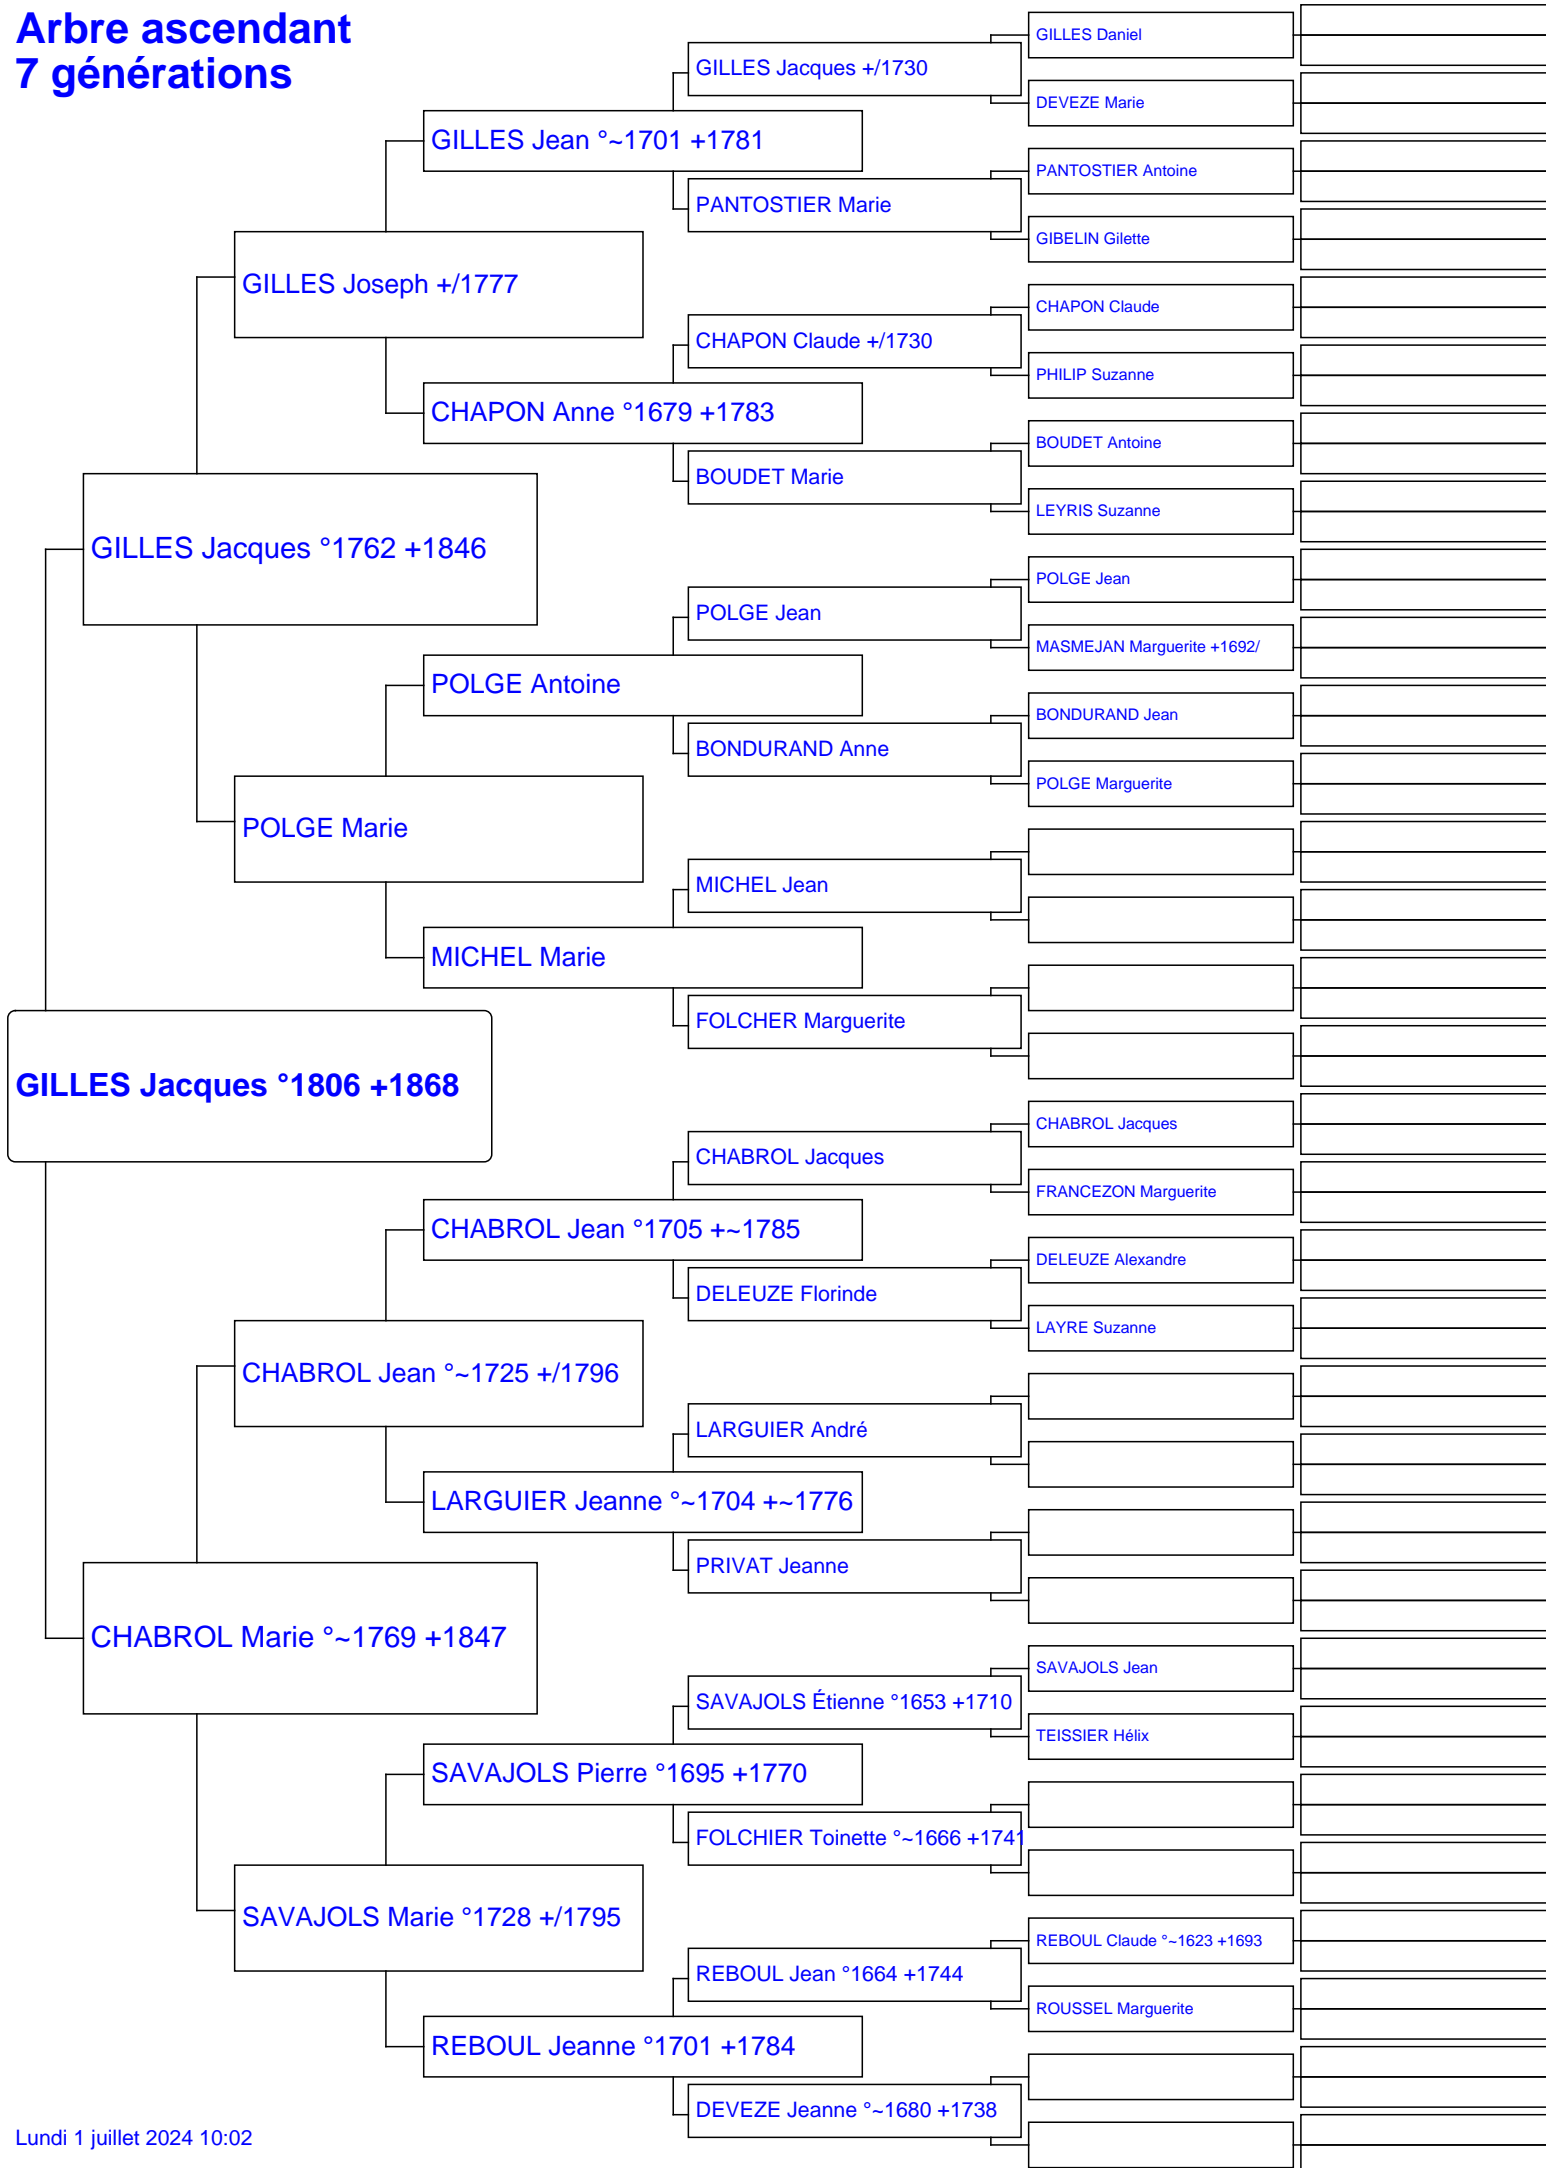 Arbre ascendant
7 générations
GILLES Daniel
GILLES Jacques +/1730
DEVEZE Marie
GILLES Jean °~1701 +1781
PANTOSTIER Antoine
PANTOSTIER Marie
GIBELIN Gilette
GILLES Joseph +/1777
CHAPON Claude
CHAPON Claude +/1730
PHILIP Suzanne
CHAPON Anne °1679 +1783
BOUDET Antoine
BOUDET Marie
LEYRIS Suzanne
GILLES Jacques °1762 +1846
POLGE Jean
POLGE Jean
MASMEJAN Marguerite +1692/
POLGE Antoine
BONDURAND Jean
BONDURAND Anne
POLGE Marguerite
POLGE Marie
MICHEL Jean
MICHEL Marie
FOLCHER Marguerite
GILLES Jacques °1806 +1868
CHABROL Jacques
CHABROL Jacques
FRANCEZON Marguerite
CHABROL Jean °1705 +~1785
DELEUZE Alexandre
DELEUZE Florinde
LAYRE Suzanne
CHABROL Jean °~1725 +/1796
LARGUIER André
LARGUIER Jeanne °~1704 +~1776
PRIVAT Jeanne
CHABROL Marie °~1769 +1847
SAVAJOLS Jean
SAVAJOLS Étienne °1653 +1710
TEISSIER Hélix
SAVAJOLS Pierre °1695 +1770
FOLCHIER Toinette °~1666 +1741
SAVAJOLS Marie °1728 +/1795
REBOUL Claude °~1623 +1693
REBOUL Jean °1664 +1744
ROUSSEL Marguerite
REBOUL Jeanne °1701 +1784
DEVEZE Jeanne °~1680 +1738
Lundi 1 juillet 2024 10:02